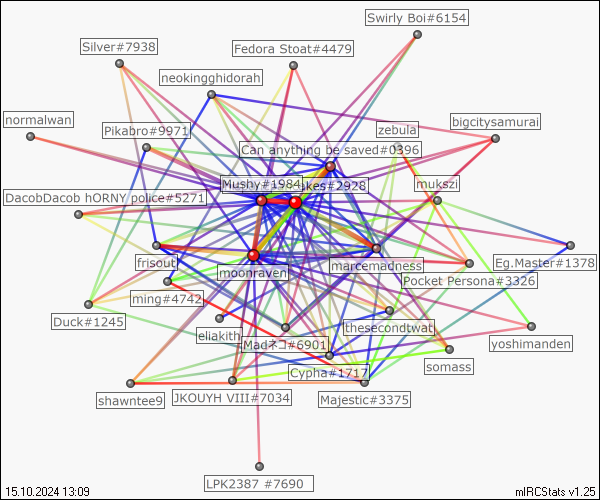 Swirly Boi#6154
Silver#7938
Fedora Stoat#4479
neokingghidorah
normalwan
bigcitysamurai
zebula
Pikabro#9971
Can anything be saved#0396
Mushy#1984
akes#2928
mukszi
DacobDacob hORNY police#5271
frisout
marcemadness
Eg.Master#1378
moonraven
Pocket Persona#3326
ming#4742
Duck#1245
eliakith
thesecondtwat
Madネコ#6901
yoshimanden
somass
Cypha#1717
shawntee9
JKOUYH VIII#7034
Majestic#3375
LPK2387 #7690
15.10.2024 13:09
mIRCStats v1.25